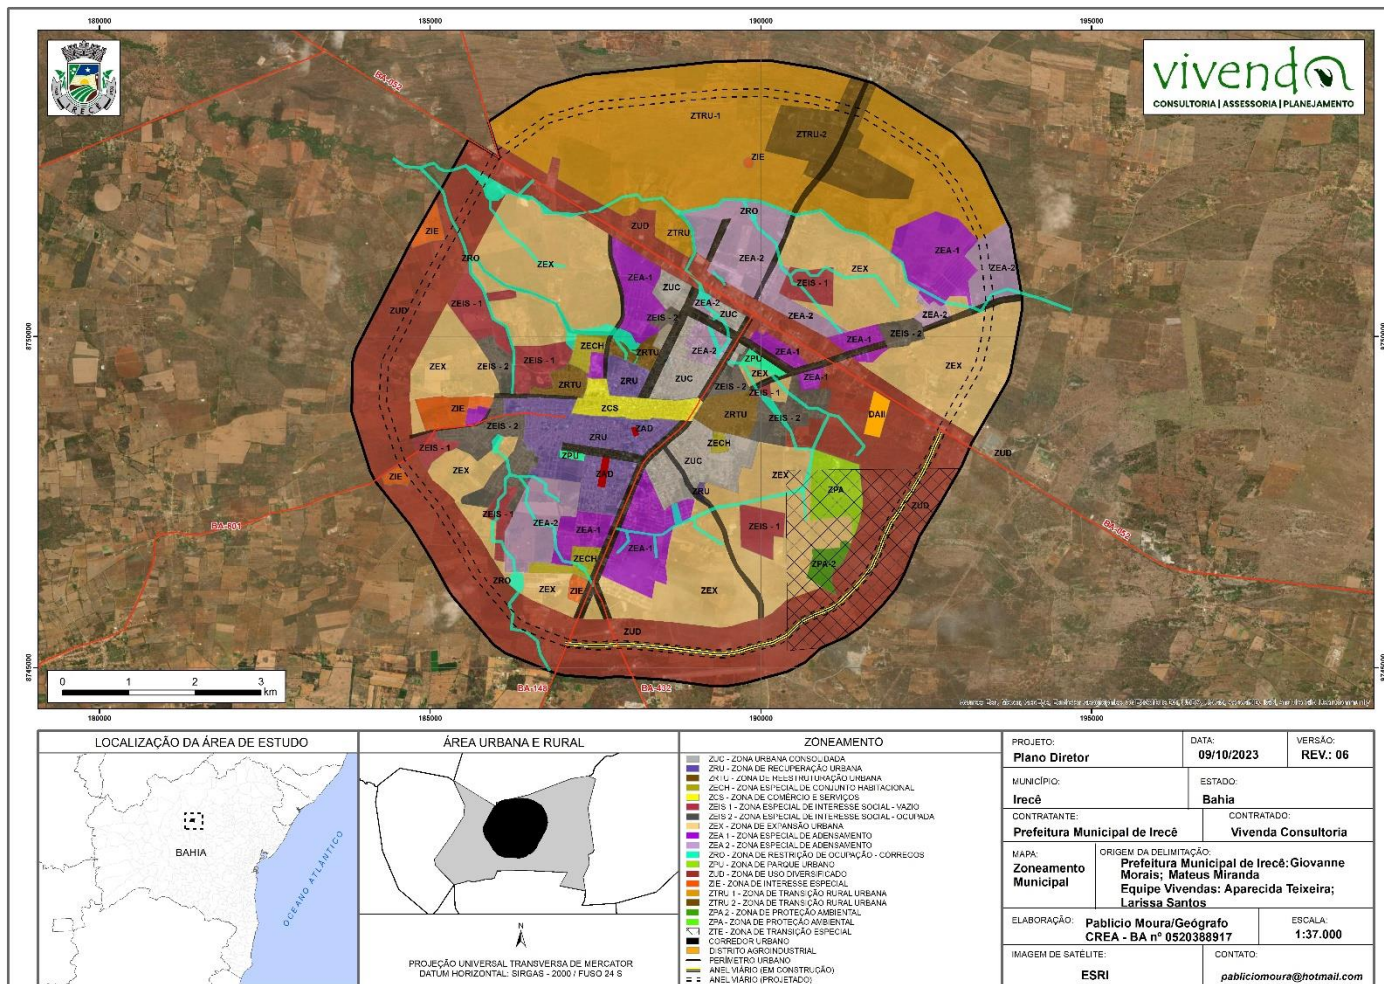 180000
185000
190000
195000
IRECÊ
vivenda
CONSULTORIA | ASSESSORIA | PLANEJAMENTO
BA-052
ZTRU-1
ZTRU-2
ZIE
ZIE
ZUD
ZTRU
ZRO
ZEA-1
ZEA-2
ZRO
ZEX
ZEA-1
ZEA-2
ZEX
ZEIS - 1
ZUC
ZEA-2
ZEIS - 1
ZUD
ZEIS - 2
ZUC
ZEA-2
ZEA-2
8750000
8750000
ZECH
ZRTU
ZEA-2
ZEA-1
ZEA-1
ZEIS - 2
ZEX
ZEIS - 2
ZEIS - 1
ZRTU
ZRU
ZUC
ZPU
ZEX
ZEA-1
ZEX
ZEIS - 2
ZEIS - 1
ZIE
ZCS
ZRTU
ZEIS - 2
DAII
ZEIS - 2
ZRU
ZAD
ZECH
ZEIS - 1
ZPU
ZUC
ZUD
ZEX
ZAD
ZIE
ZRU
ZEX
ZPA
ZUD
BA-601
ZEIS - 1
ZEA-2
ZEA-1
ZEA-1
ZEIS - 1
BA-052
ZECH
ZPA-2
ZRO
ZEX
ZIE
ZEX
ZUD
8745000
8745000
0 1 2 3
km
BA-148
BA-432
180000
185000
190000
195000
LOCALIZAÇÃO DA ÁREA DE ESTUDO
BAHIA
OCEANO ATLÂNTICO
ÁREA URBANA E RURAL
N
PROJEÇÃO UNIVERSAL TRANSVERSA DE MERCATOR
DATUM HORIZONTAL: SIRGAS - 2000 / FUSO 24 S
ZONEAMENTO
ZUC - ZONA URBANA CONSOLIDADA
ZRU - ZONA DE RECUPERAÇÃO URBANA
ZRTU - ZONA DE REESTRUTURAÇÃO URBANA
ZECH - ZONA ESPECIAL DE CONJUNTO HABITACIONAL
ZCS - ZONA DE COMÉRCIO E SERVIÇOS
ZEIS 1 - ZONA ESPECIAL DE INTERESSE SOCIAL - VAZIO
ZEIS 2 - ZONA ESPECIAL DE INTERESSE SOCIAL - OCUPADA
ZEX - ZONA DE EXPANSÃO URBANA
ZEA 1 - ZONA ESPECIAL DE ADENSAMENTO
ZEA 2 - ZONA ESPECIAL DE ADENSAMENTO
ZRO - ZONA DE RESTRIÇÃO DE OCUPAÇÃO - CÓRREGOS
ZPU - ZONA DE PARQUE URBANO
ZUD - ZONA DE USO DIVERSIFICADO
ZIE - ZONA DE INTERESSE ESPECIAL
ZTRU 1 - ZONA DE TRANSIÇÃO RURAL URBANA
ZTRU 2 - ZONA DE TRANSIÇÃO RURAL URBANA
ZPA 2 - ZONA DE PROTEÇÃO AMBIENTAL
ZPA - ZONA DE PROTEÇÃO AMBIENTAL
ZTE - ZONA DE TRANSIÇÃO ESPECIAL
CORREDOR URBANO
DISTRITO AGROINDUSTRIAL
PERÍMETRO URBANO
ANEL VIÁRIO (EM CONSTRUÇÃO)
ANEL VIÁRIO (PROJETADO)
PROJETO:
Plano Diretor
DATA:
09/10/2023
VERSÃO:
REV.: 06
MUNICÍPIO:
Irecê
ESTADO:
Bahia
CONTRATANTE:
Prefeitura Municipal de Irecê
CONTRATADO:
Vivenda Consultoria
MAPA:
Zoneamento
Municipal
ORIGEM DA DELIMITAÇÃO:
Prefeitura Municipal de Irecê:Giovanne
Morais; Mateus Miranda
Equipe Vivendas: Aparecida Teixeira;
Larissa Santos
ELABORAÇÃO: Pablicio Moura/Geógrafo
CREA - BA nº 0520388917
ESCALA:
1:37.000
IMAGEM DE SATÉLITE:
ESRI
CONTATO:
pabliciomoura@hotmail.com